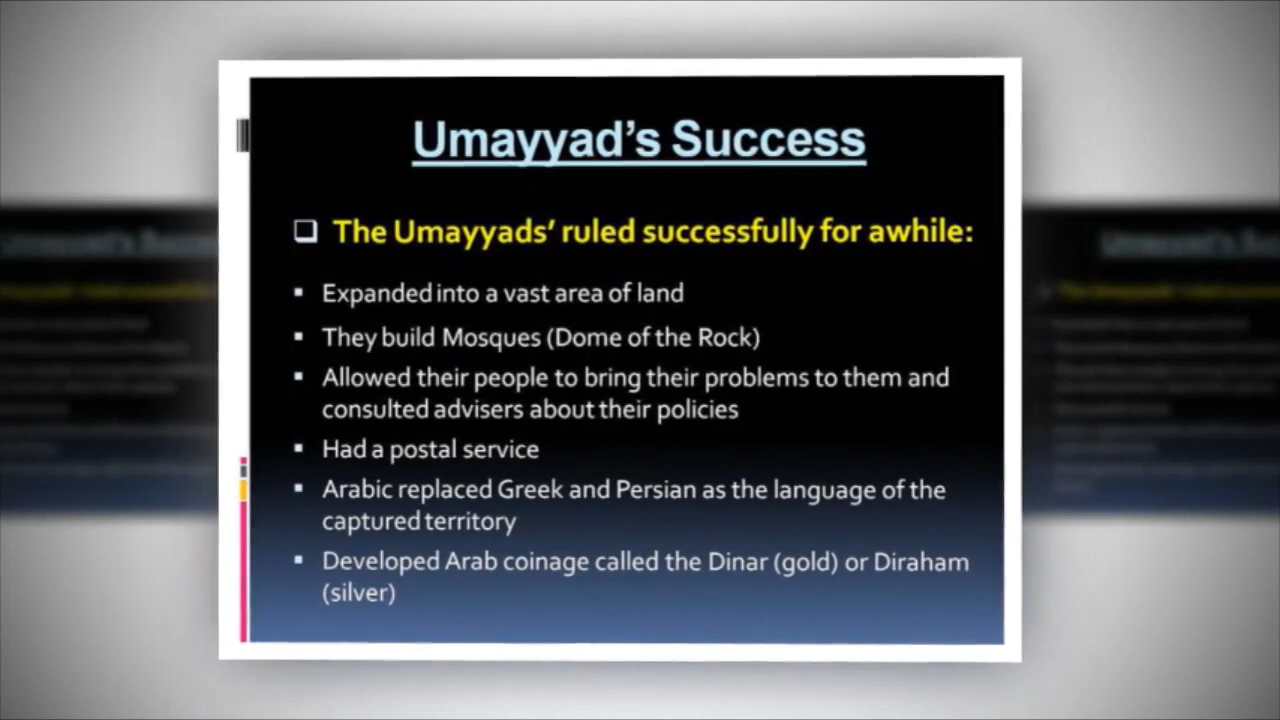 Umayyad's Success
The Umayyads' ruled successfully for awhile:
Expanded into a vast area of land
They build Mosques (Dome of the Rock)
Allowed their people to bring their problems to them and
consulted advisers about their policies
Had a postal service
Arabic replaced Greek and Persian as the language of the
captured territory
Developed Arab coinage called the Dinar (gold) or Diraham
(silver)